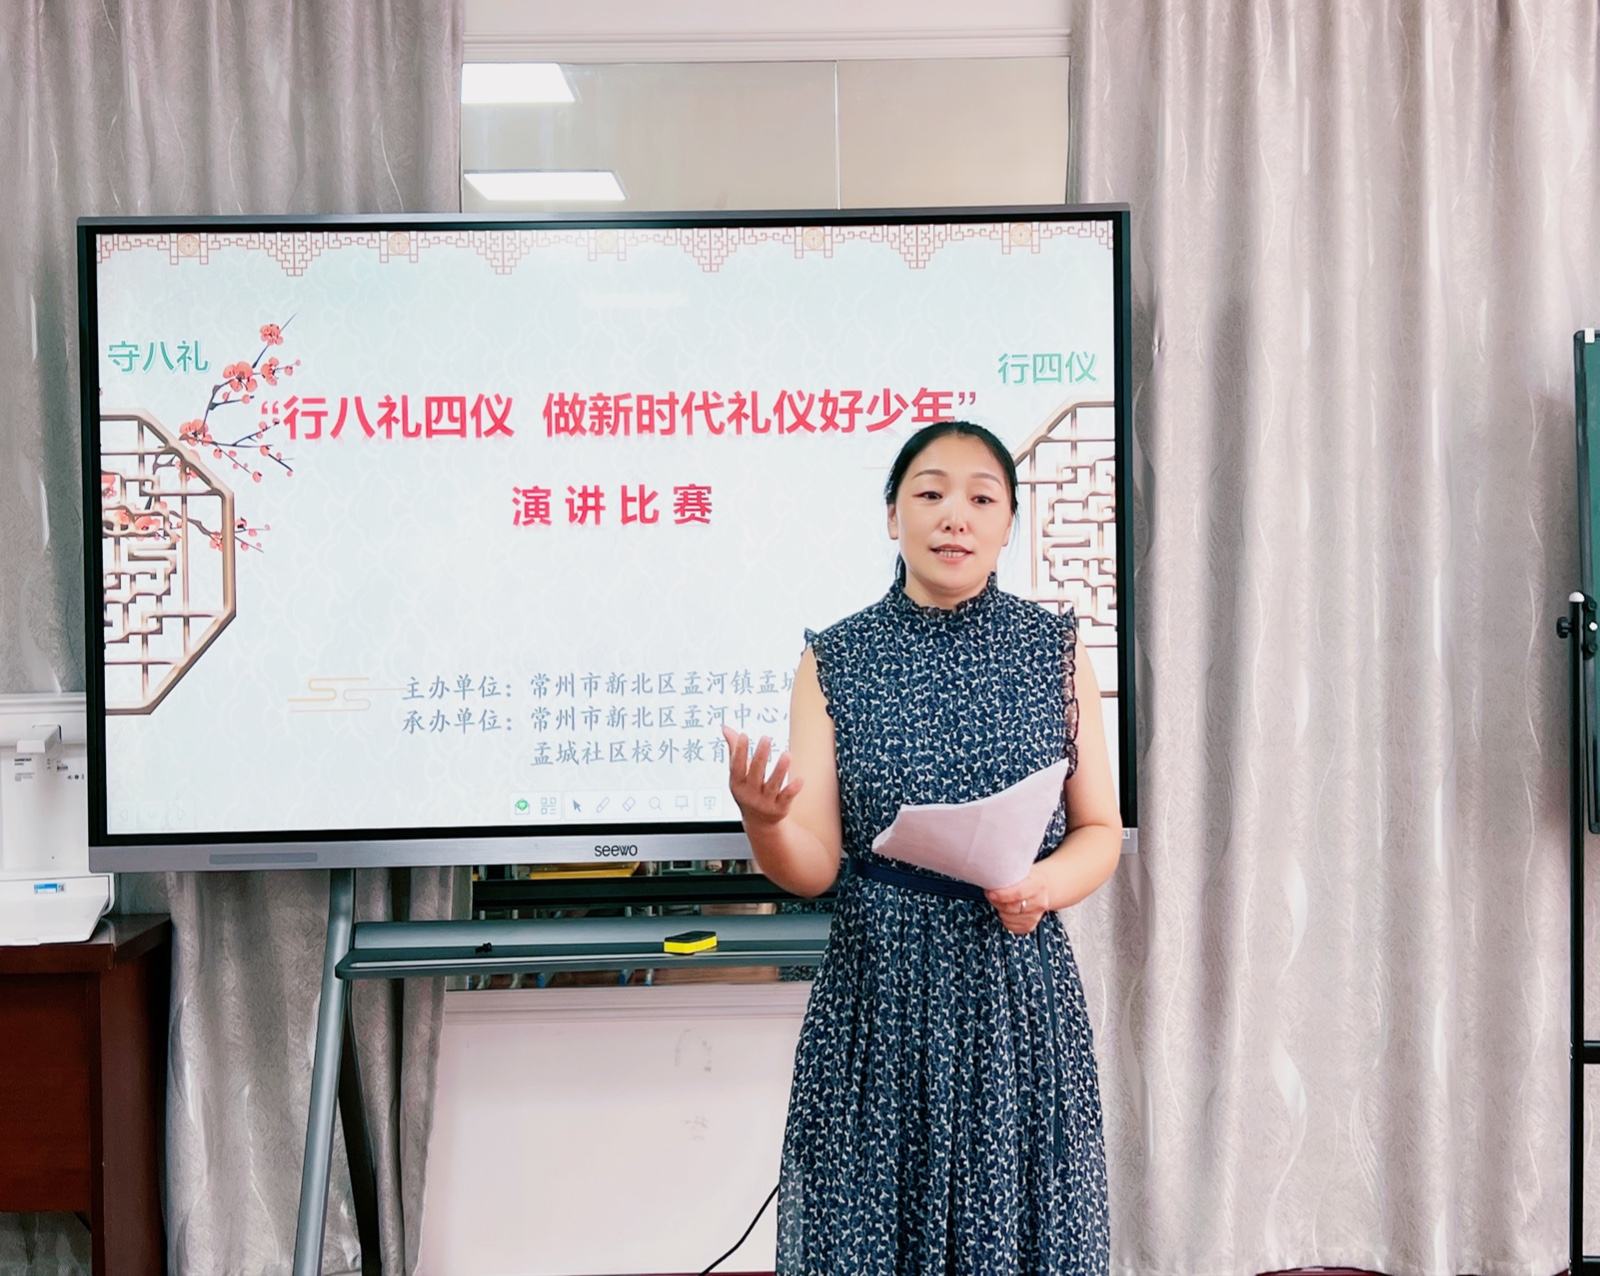 守八礼
行四仪
“行八礼四仪 做新时代礼仪好少年”
演讲比赛
主办单位：常州市新北区孟河镇孟城
承办单位：常州市新北区孟河中心
孟城社区校外教育
seewo